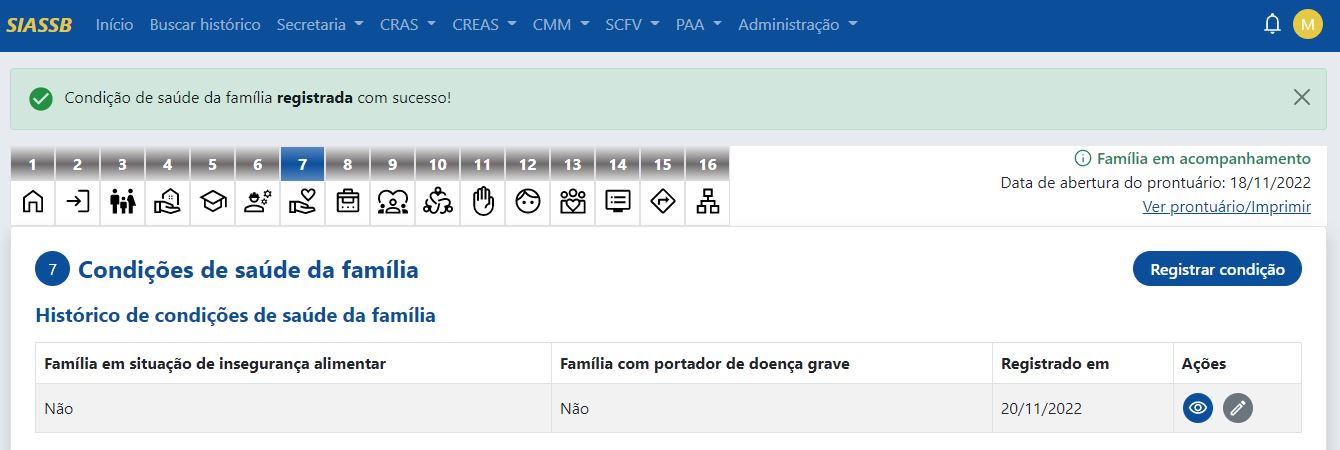 SIASSB Início Buscar histórico Secretaria CRAS CREAS CMM SCFV PAA Administração M
Condição de saúde da família registrada com sucesso!
1 2 3 4 5 6 7 8 9 10 11 12 13 14 15 16
Família em acompanhamento
Data de abertura do prontuário: 18/11/2022
Ver prontuário/Imprimir
7 Condições de saúde da família Registrar condição
Histórico de condições de saúde da família
Família em situação de insegurança alimentar Família com portador de doença grave Registrado em Ações
Não Não 20/11/2022